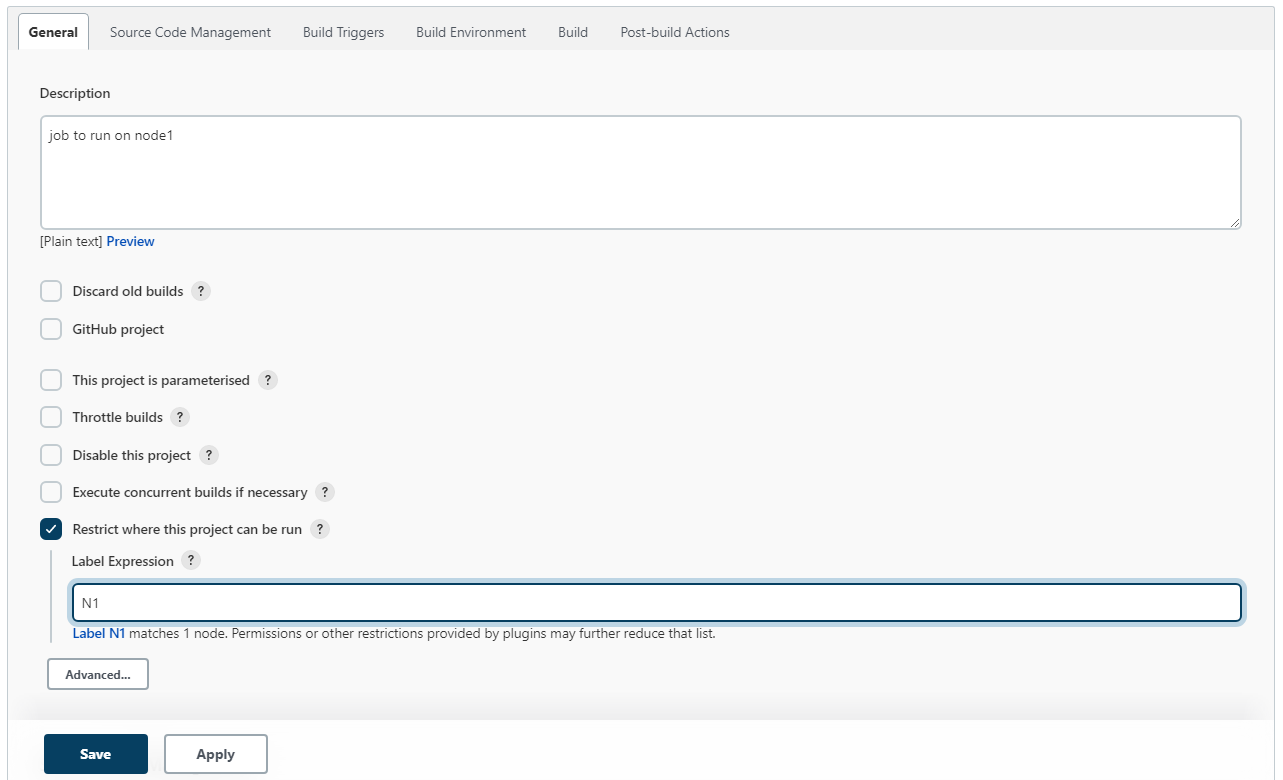 General Source Code Management Build Triggers Build Environment Build Post-build Actions
Description
job to run on node1
[Plain text] Preview
Discard old builds ?
GitHub project
This project is parameterised ?
Throttle builds ?
Disable this project ?
Execute concurrent builds if necessary ?
Restrict where this project can be run ?
Label Expression ?
N1
Label N1 matches 1 node. Permissions or other restrictions provided by plugins may further reduce that list.
Advanced...
Save Apply